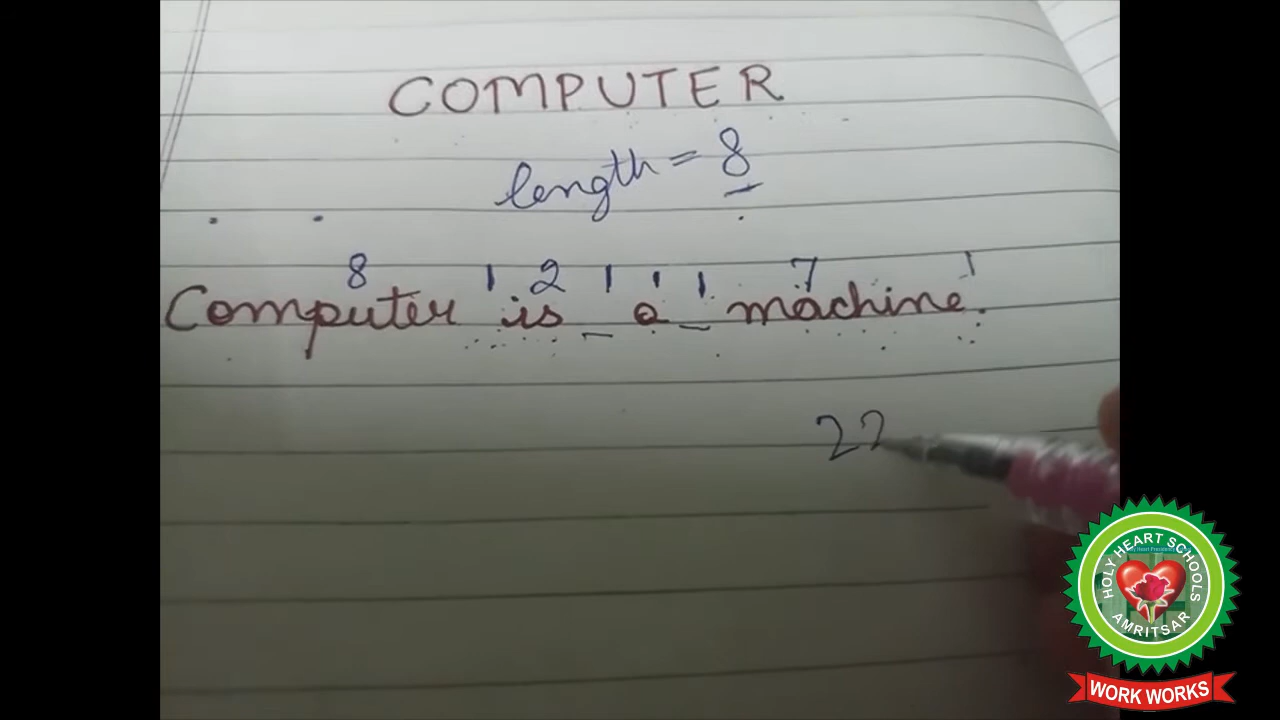 COMPUTER
length = 8
8 1 2 1 1 1 7 1
Computer is a machine.
22
HOLY HEART SCHOOLS
AMRITSAR
WORK WORKS